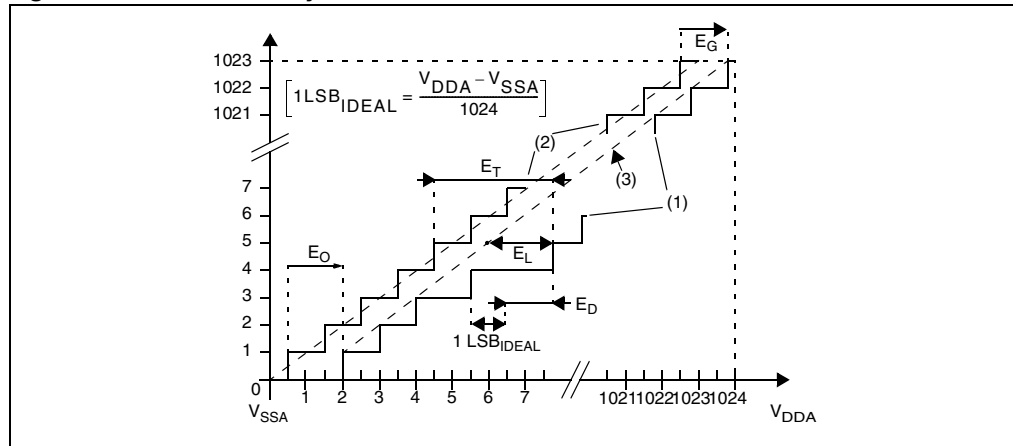 E_G
1023
1022
1021
[1LSB_IDEAL = (V_DDA − V_SSA) / 1024]
(2)
(3)
(1)
E_T
7
6
5
4
3
2
1
0
E_O
E_L
E_D
1 LSB_IDEAL
1 2 3 4 5 6 7 1021 1022 1023 1024
V_SSA
V_DDA